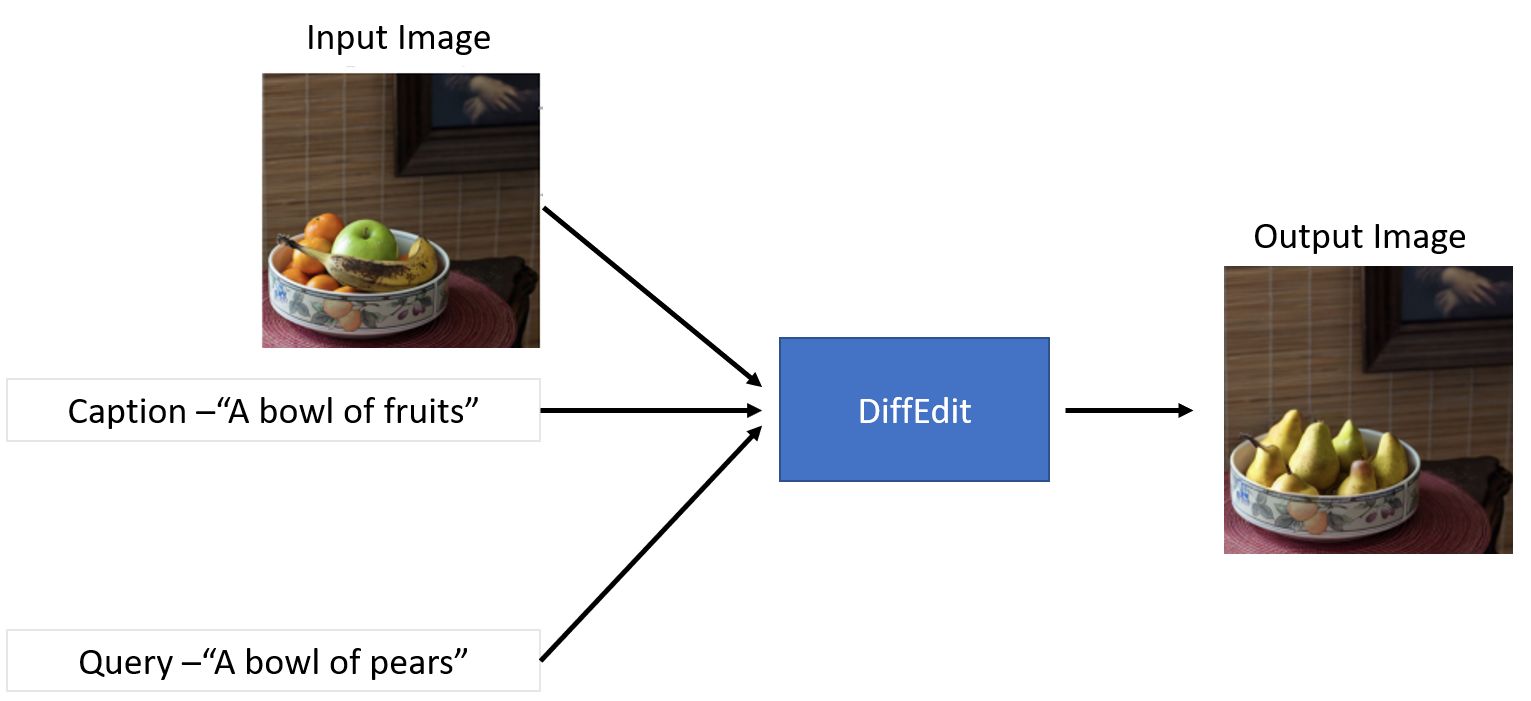 Input Image
Caption –“A bowl of fruits”
DiffEdit
Output Image
Query –“A bowl of pears”